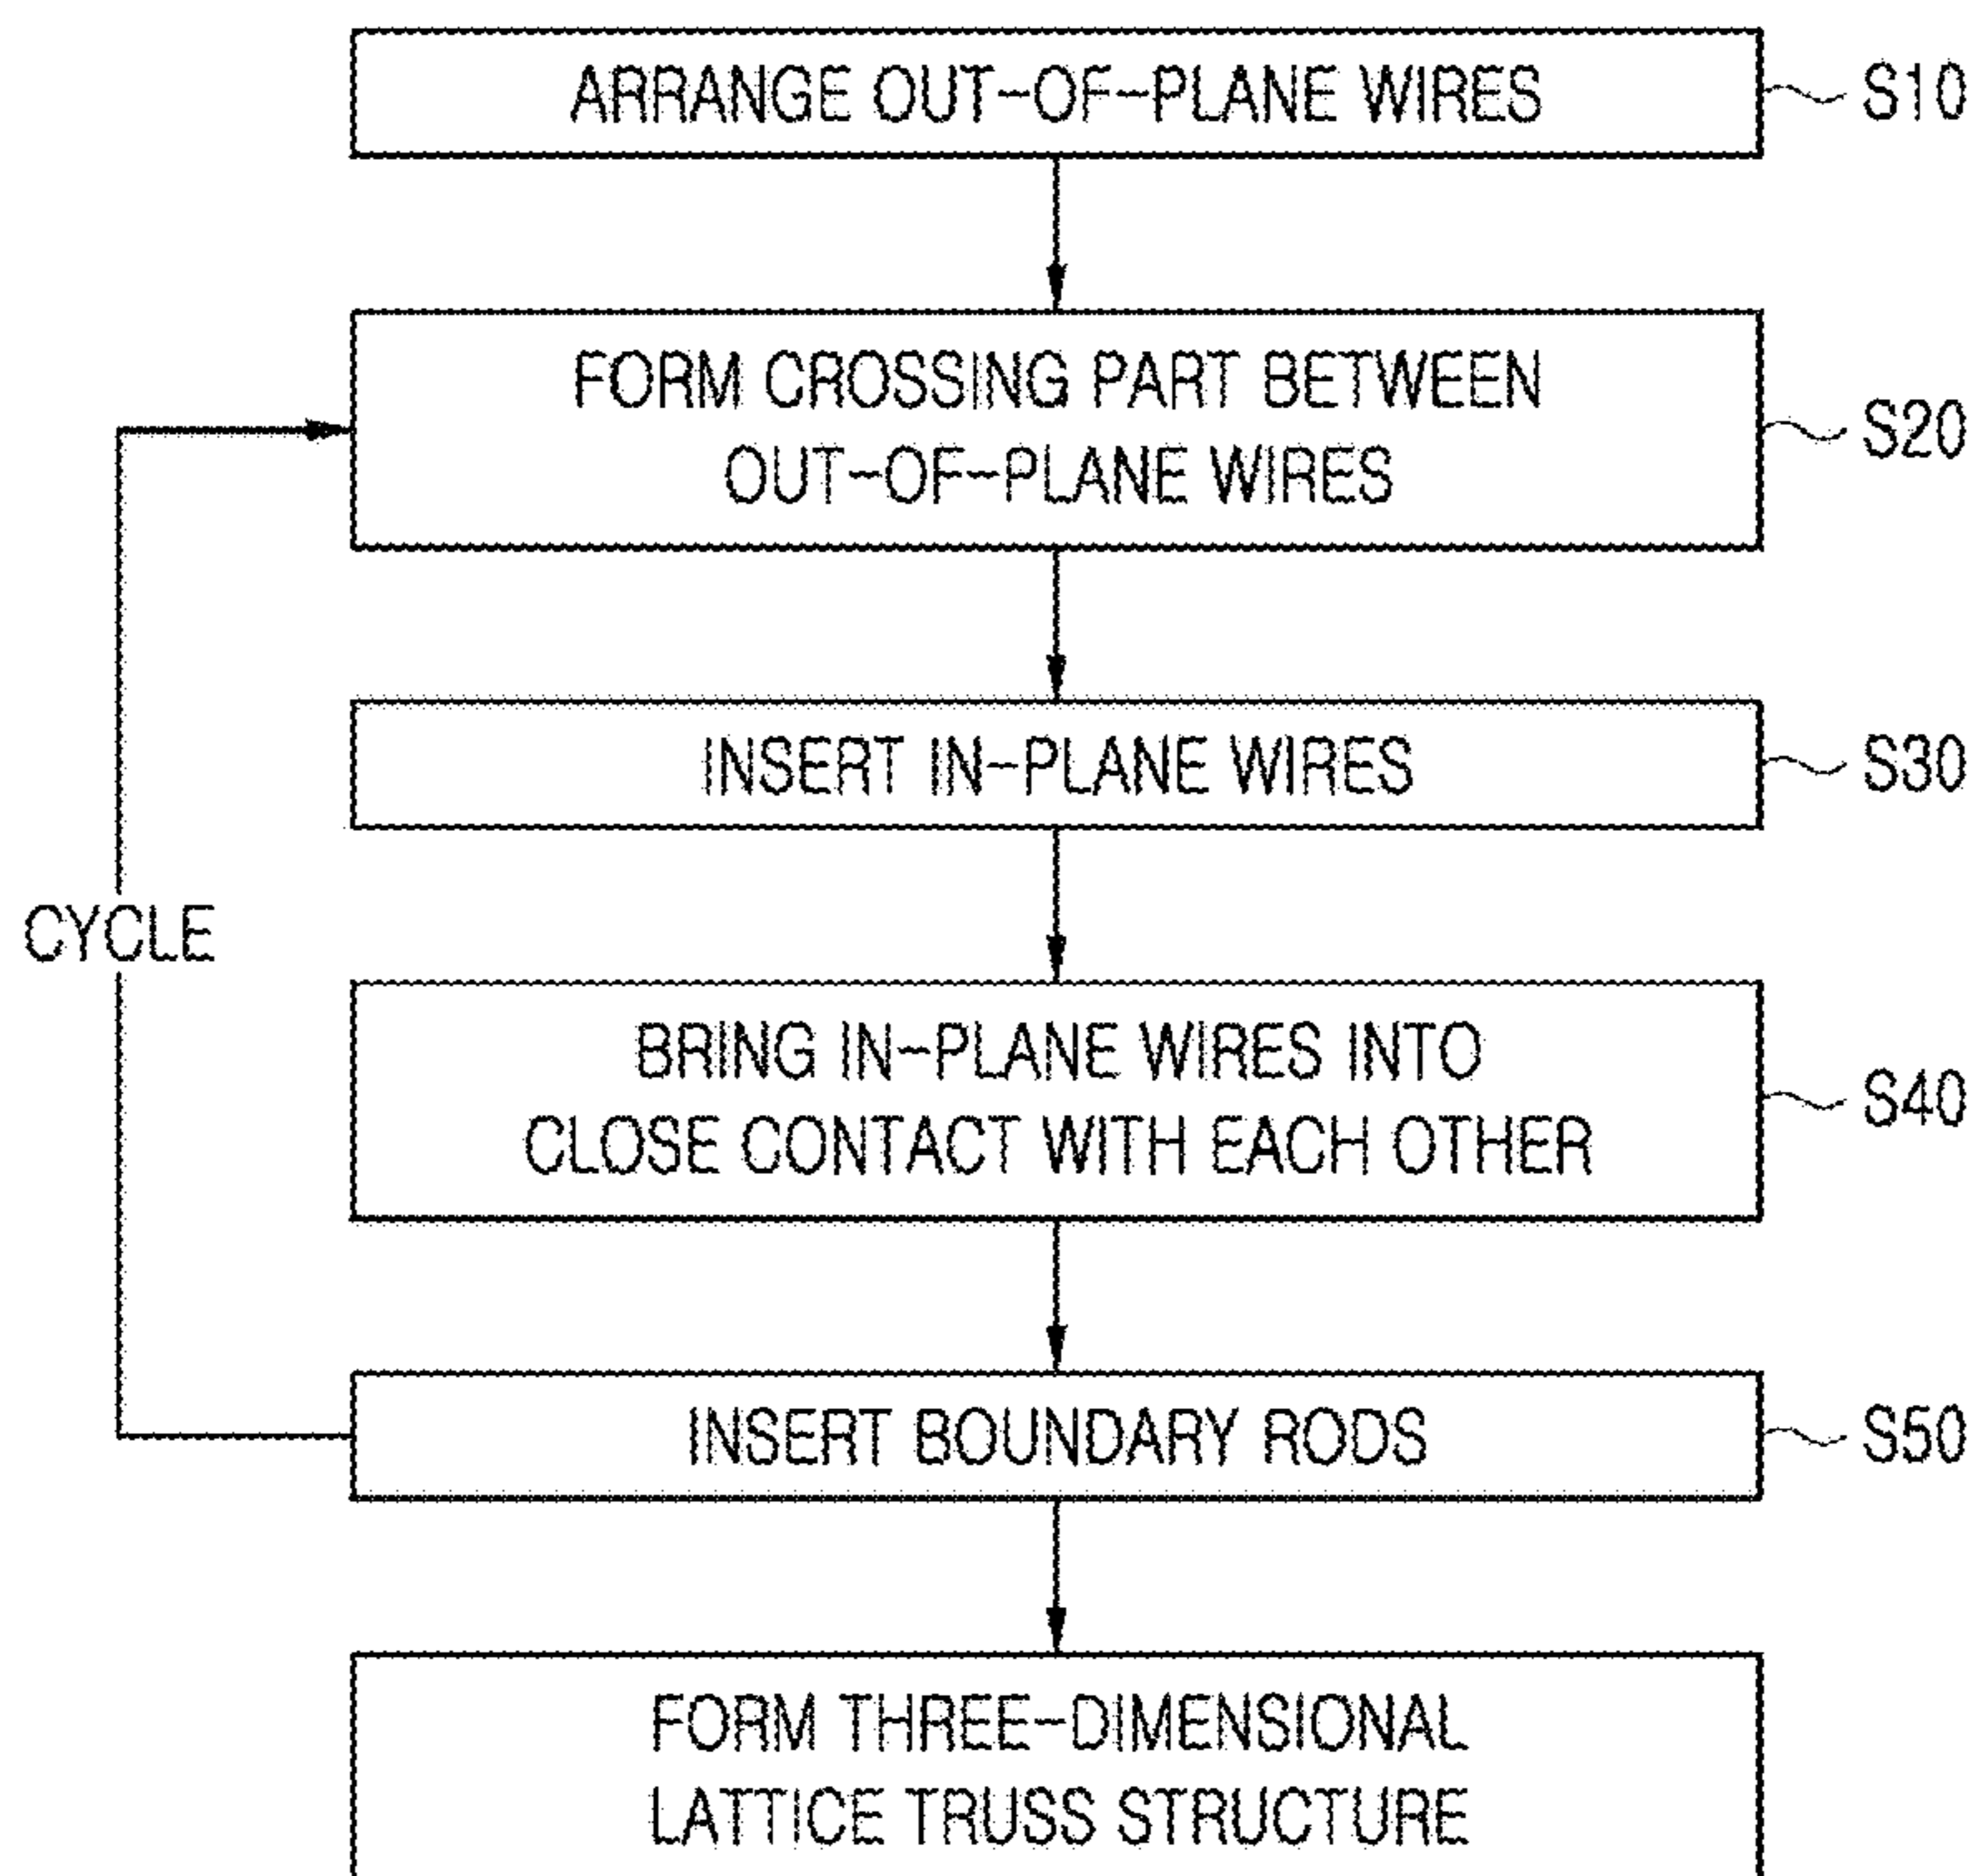 ARRANGE OUT-OF-PLANE WIRES
S10
FORM CROSSING PART BETWEEN
OUT-OF-PLANE WIRES
S20
INSERT IN-PLANE WIRES
S30
CYCLE
BRING IN-PLANE WIRES INTO
CLOSE CONTACT WITH EACH OTHER
S40
INSERT BOUNDARY RODS
S50
FORM THREE-DIMENSIONAL
LATTICE TRUSS STRUCTURE